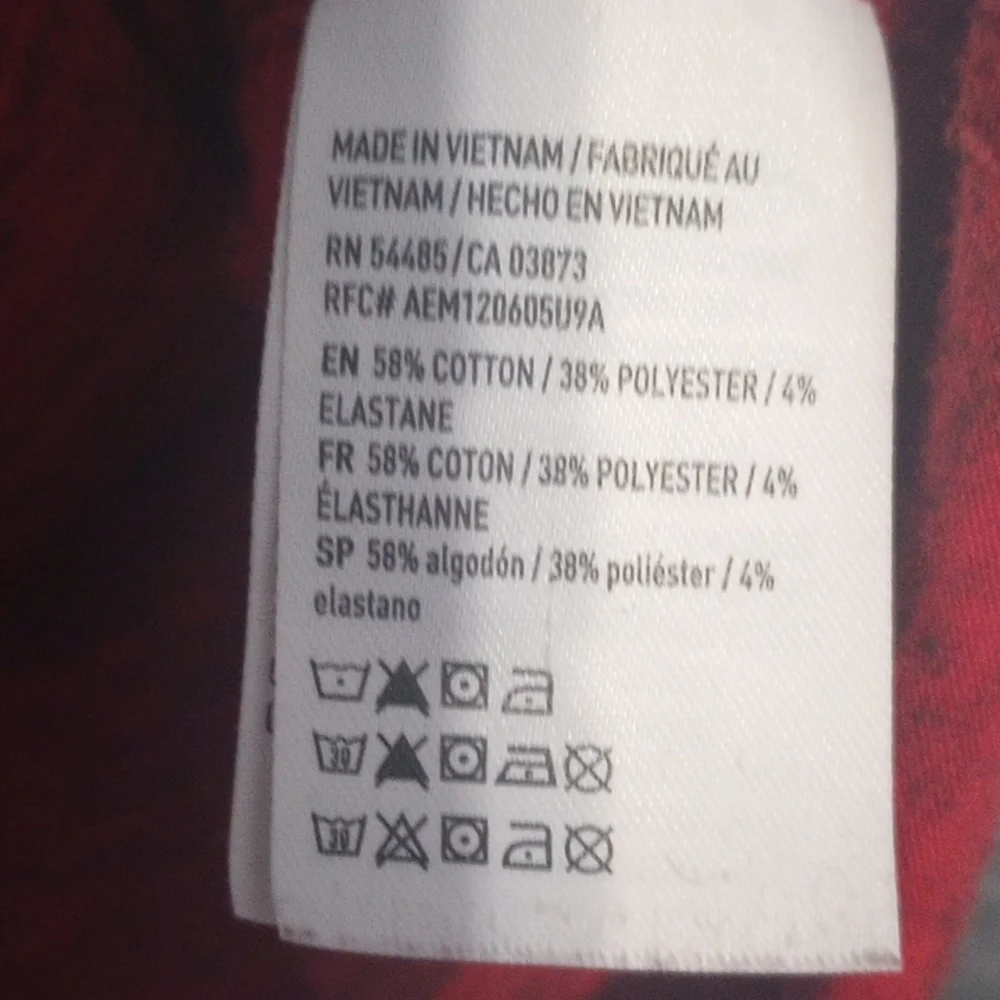 MADE IN VIETNAM / FABRIQUÉ AU
VIETNAM / HECHO EN VIETNAM
RN 54485 / CA 03873
RFC# AEM120605U9A
EN 58% COTTON / 38% POLYESTER / 4%
ELASTANE
FR 58% COTON / 38% POLYESTER / 4%
ÉLASTHANNE
SP 58% algodón / 38% poliéster / 4%
elastano
30
30